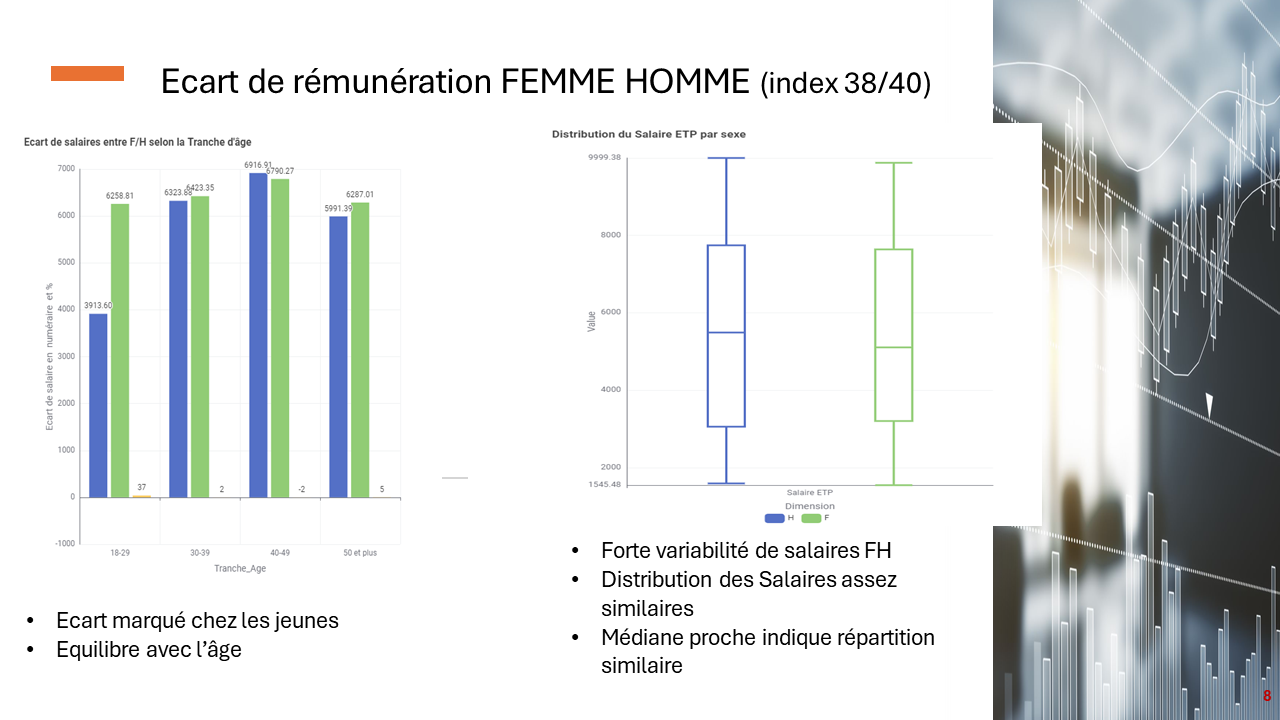 Ecart de rémunération FEMME HOMME (index 38/40)
Ecart de salaires entre F/H selon la Tranche d'âge
Ecart de salaire en numéraire et %
7000
6000
5000
4000
3000
2000
1000
0
-1000
3913.60
6258.81
37
6323.88
6423.35
2
6916.91
6790.27
-2
5991.39
6287.01
5
18-29
30-39
40-49
50 et plus
Tranche_Age
• Ecart marqué chez les jeunes
• Equilibre avec l’âge
Distribution du Salaire ETP par sexe
Value
9999.38
8000
6000
4000
2000
1545.48
Salaire ETP
Dimension
H F
• Forte variabilité de salaires FH
• Distribution des Salaires assez
similaires
• Médiane proche indique répartition
similaire
8